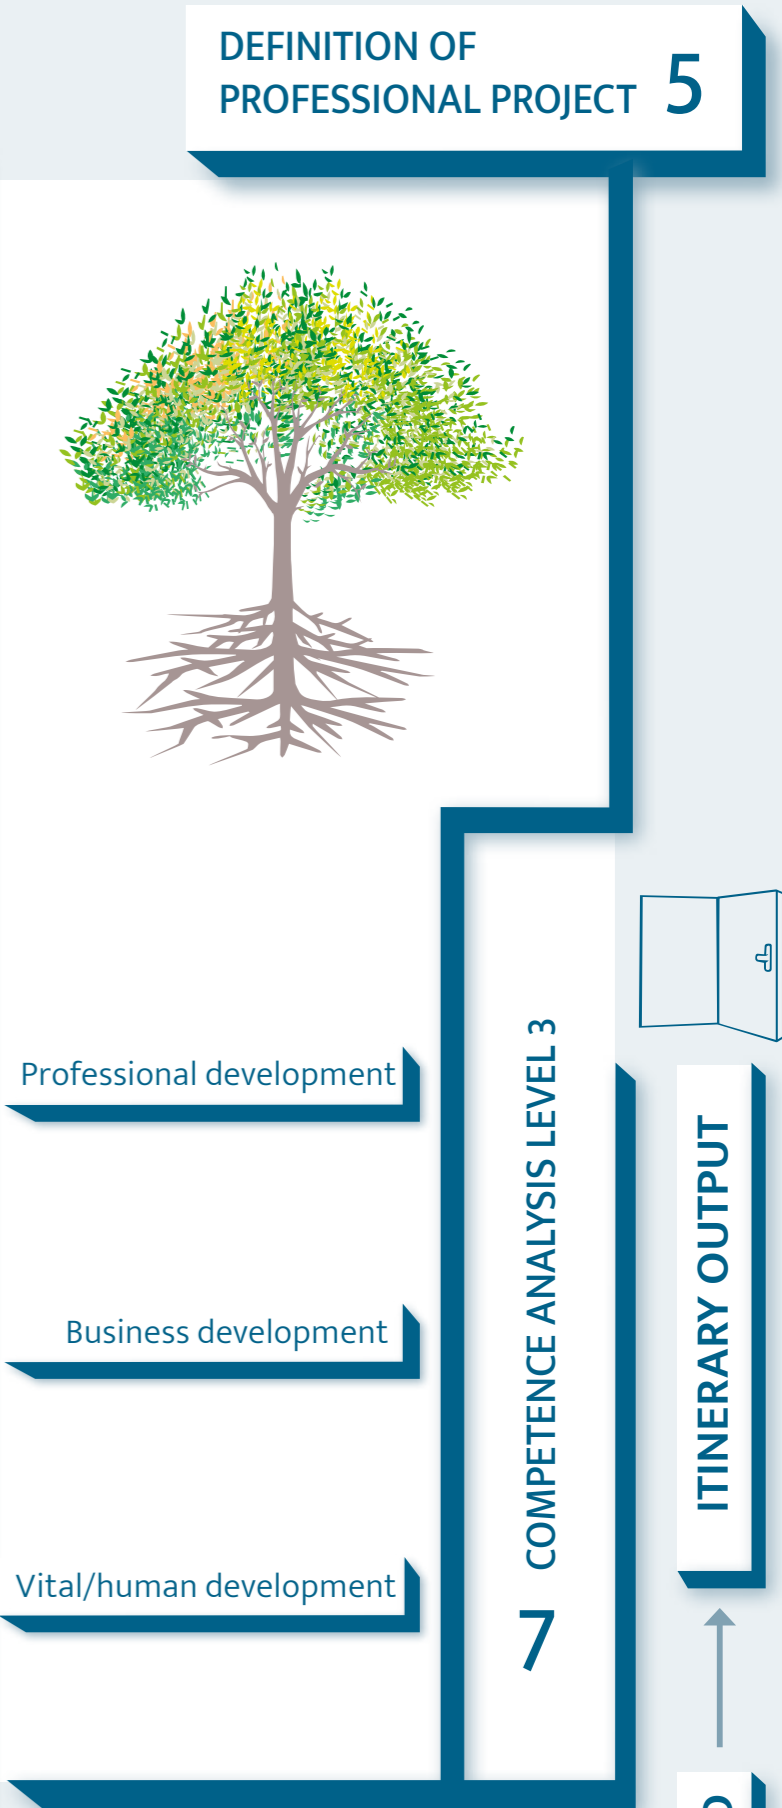 DEFINITION OF
PROFESSIONAL PROJECT
5
Professional development
Business development
Vital/human development
7 COMPETENCE ANALYSIS LEVEL 3
ITINERARY OUTPUT